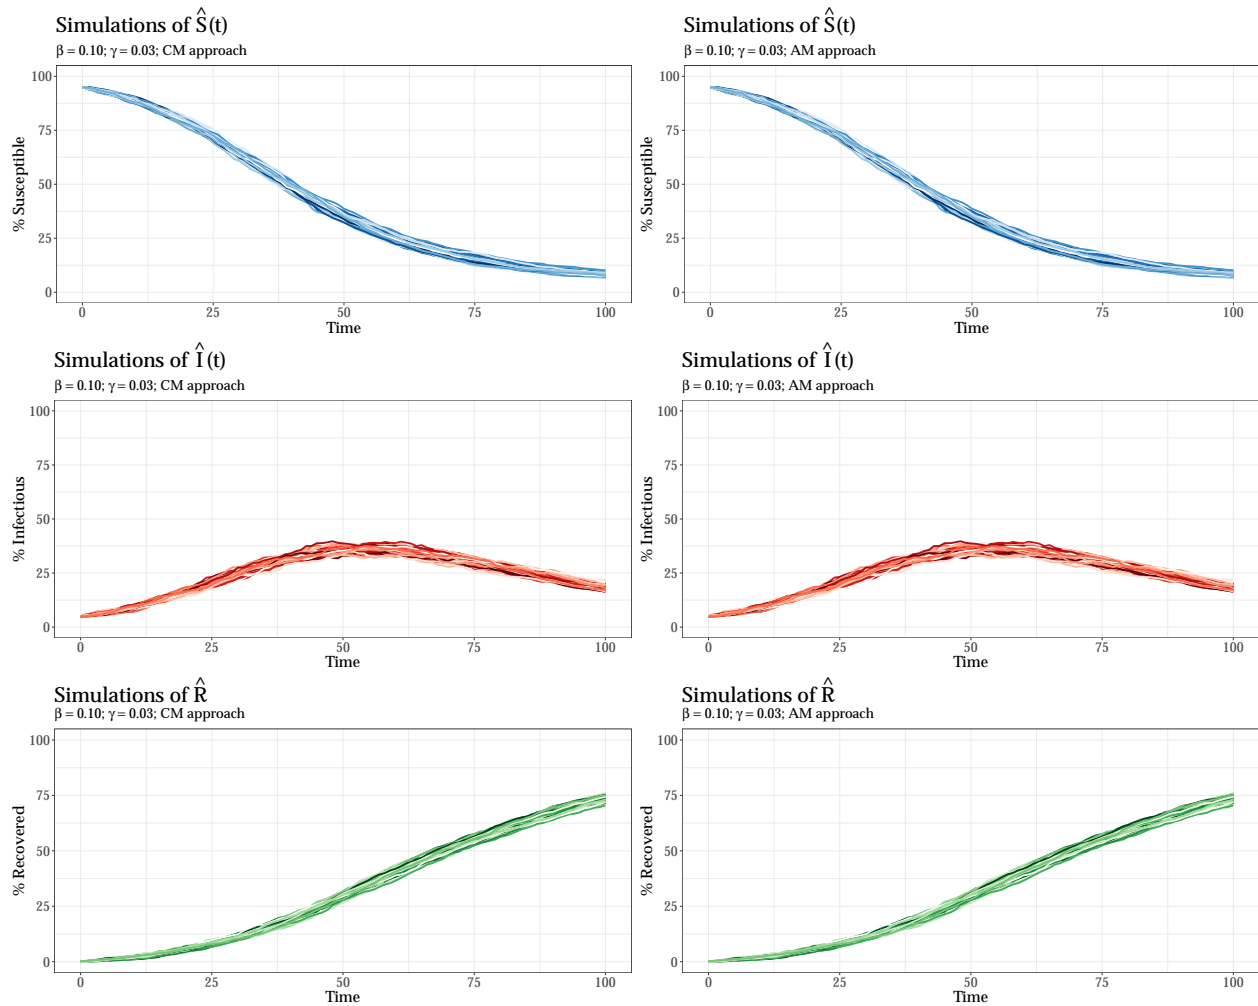 Simulations of Ŝ(t)
β = 0.10; γ = 0.03; CM approach
100
75
50
25
0
% Susceptible
0 25 50 75 100
Time
Simulations of Ŝ(t)
β = 0.10; γ = 0.03; AM approach
100
75
50
25
0
% Susceptible
0 25 50 75 100
Time
Simulations of Î(t)
β = 0.10; γ = 0.03; CM approach
100
75
50
25
0
% Infectious
0 25 50 75 100
Time
Simulations of Î(t)
β = 0.10; γ = 0.03; AM approach
100
75
50
25
0
% Infectious
0 25 50 75 100
Time
Simulations of R̂
β = 0.10; γ = 0.03; CM approach
100
75
50
25
0
% Recovered
0 25 50 75 100
Time
Simulations of R̂
β = 0.10; γ = 0.03; AM approach
100
75
50
25
0
% Recovered
0 25 50 75 100
Time